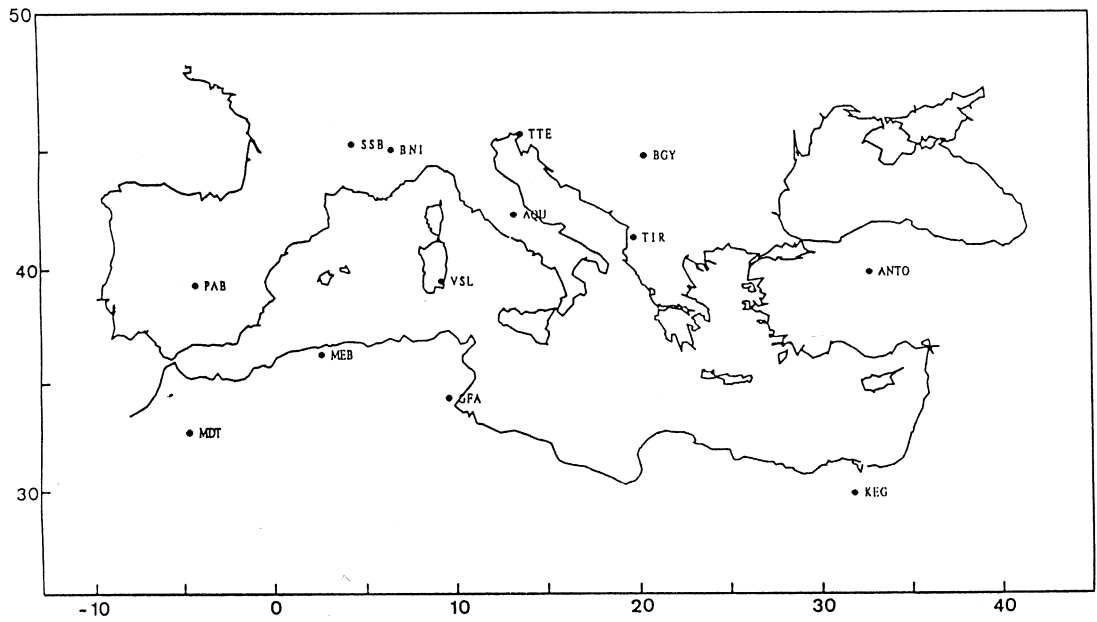 50
TTE
SSB
BNI
BGY
AQU
TIR
40
ANTO
PAB
VSL
MEB
GFA
MDT
30
KEG
-10 0 10 20 30 40